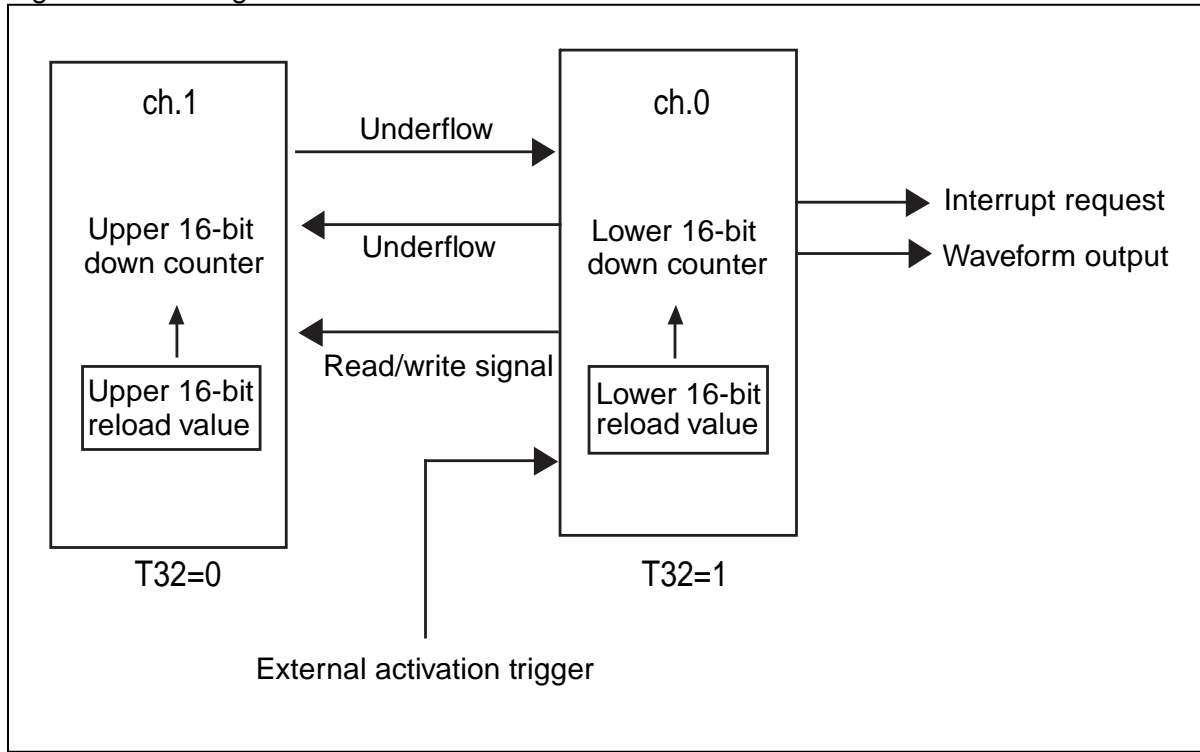 ch.1
Underflow
Upper 16-bit
down counter
Underflow
Read/write signal
Upper 16-bit
reload value
T32=0
ch.0
Lower 16-bit
down counter
Lower 16-bit
reload value
T32=1
Interrupt request
Waveform output
External activation trigger